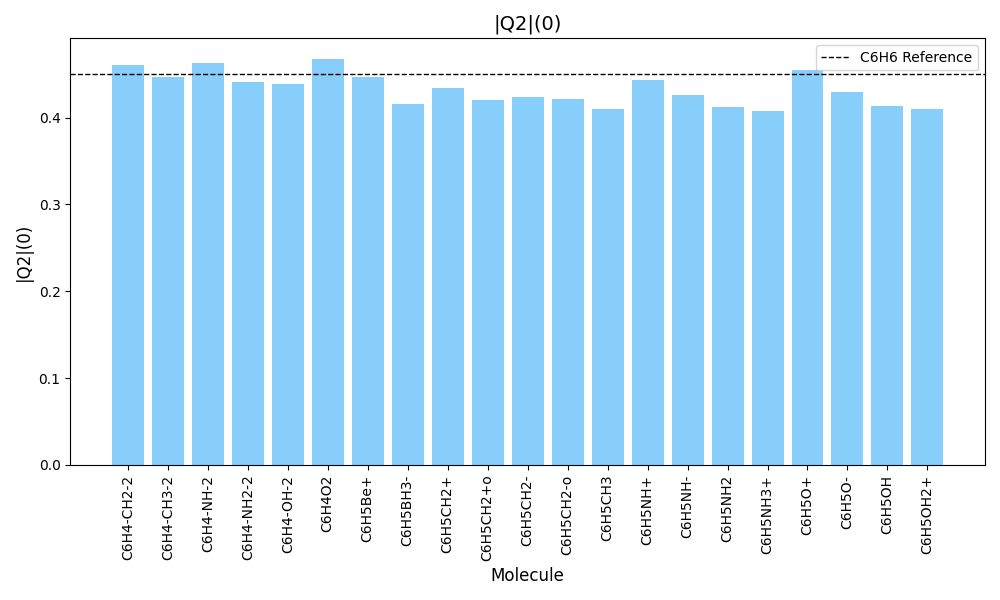 |Q2|(0)
C6H6 Reference
|Q2|(0)
0.4
0.3
0.2
0.1
0.0
C6H4-CH2-2
C6H4-CH3-2
C6H4-NH-2
C6H4-NH2-2
C6H4-OH-2
C6H4O2
C6H5Be+
C6H5BH3-
C6H5CH2+
C6H5CH2+o
C6H5CH2-
C6H5CH2-o
C6H5CH3
C6H5NH+
C6H5NH-
C6H5NH2
C6H5NH3+
C6H5O+
C6H5O-
C6H5OH
C6H5OH2+
Molecule